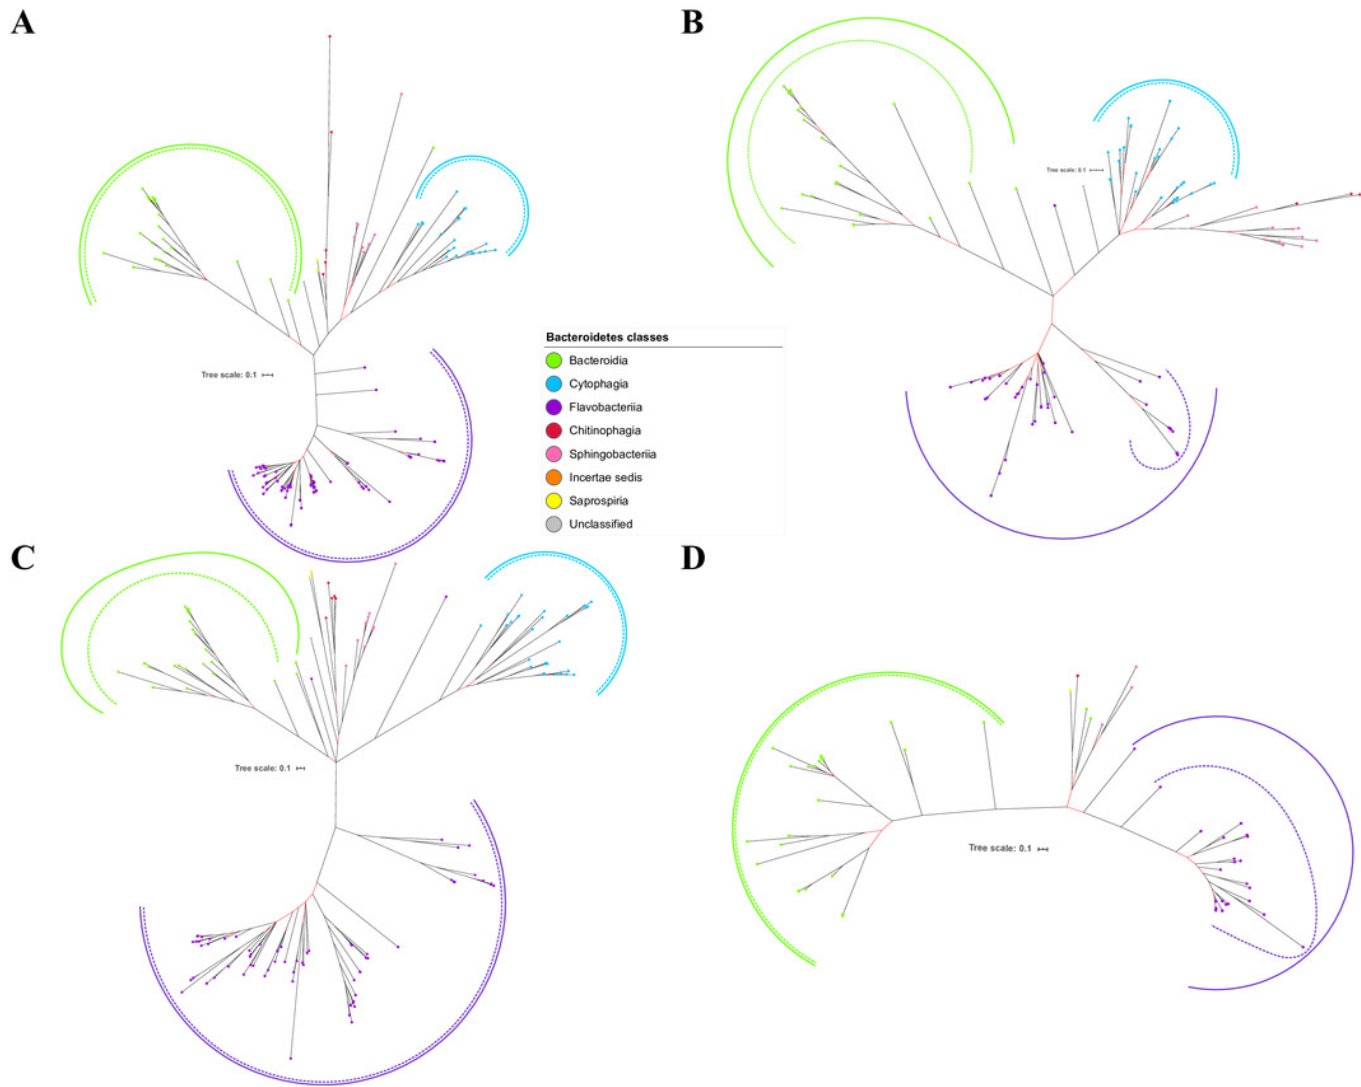 A
B
Tree scale: 0.1
Tree scale: 0.1
Bacteroidetes classes
Bacteroidia
Cytophagia
Flavobacteriia
Chitinophagia
Sphingobacteriia
Incertae sedis
Saprospiria
Unclassified
C
D
Tree scale: 0.1
Tree scale: 0.1